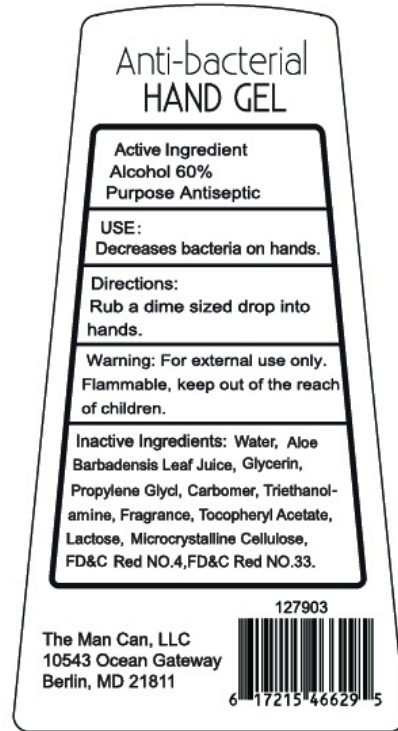 Anti-bacterial
HAND GEL
Active Ingredient
Alcohol 60%
Purpose Antiseptic
USE:
Decreases bacteria on hands.
Directions:
Rub a dime sized drop into
hands.
Warning: For external use only.
Flammable, keep out of the reach
of children.
Inactive Ingredients: Water, Aloe
Barbadensis Leaf Juice, Glycerin,
Propylene Glycl, Carbomer, Triethanol-
amine, Fragrance, Tocopheryl Acetate,
Lactose, Microcrystalline Cellulose,
FD&C Red NO.4,FD&C Red NO.33.
127903
The Man Can, LLC
10543 Ocean Gateway
Berlin, MD 21811
6 17215 46629 5